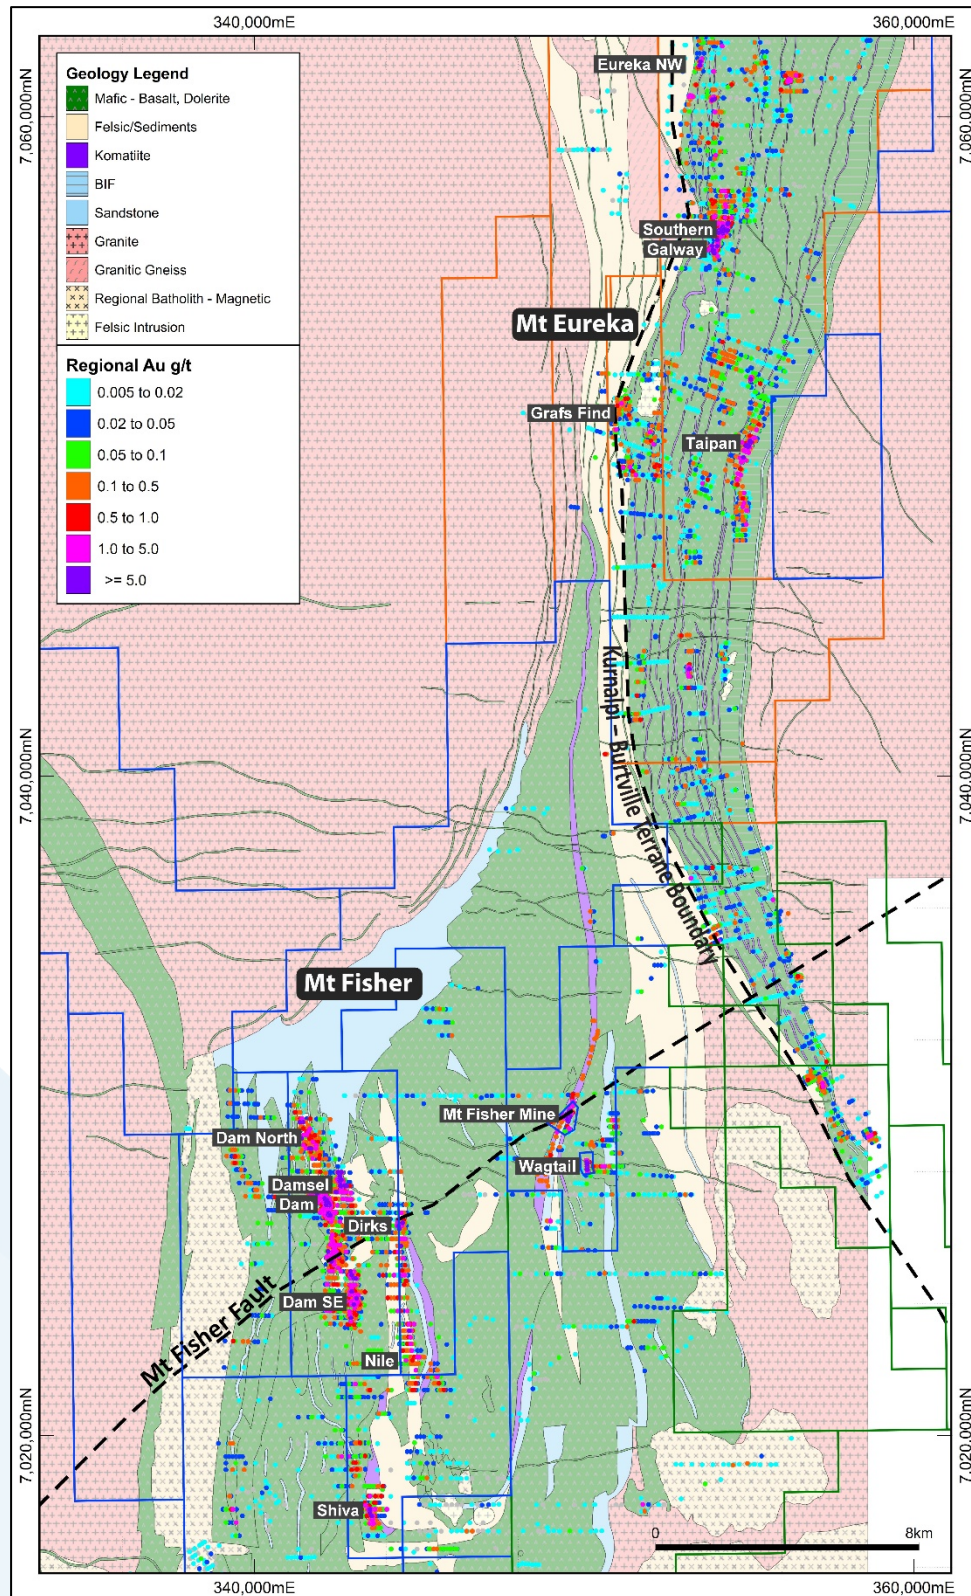 340,000mE
360,000mE
7,060,000mN
7,060,000mN
Geology Legend
Mafic - Basalt, Dolerite
Felsic/Sediments
Komatiite
BIF
Sandstone
Granite
Granitic Gneiss
Regional Batholith - Magnetic
Felsic Intrusion
Regional Au g/t
0.005 to 0.02
0.02 to 0.05
0.05 to 0.1
0.1 to 0.5
0.5 to 1.0
1.0 to 5.0
>= 5.0
Eureka NW
Southern
Galway
Mt Eureka
Grafs Find
Taipan
Kurnalpi - Burtville Terrane Boundary
7,040,000mN
7,040,000mN
Mt Fisher
Mt Fisher Mine
Dam North
Wagtail
Damsel
Dam
Dirks
Dam SE
Mt Fisher Fault
Nile
7,020,000mN
7,020,000mN
Shiva
0
8km
340,000mE
360,000mE